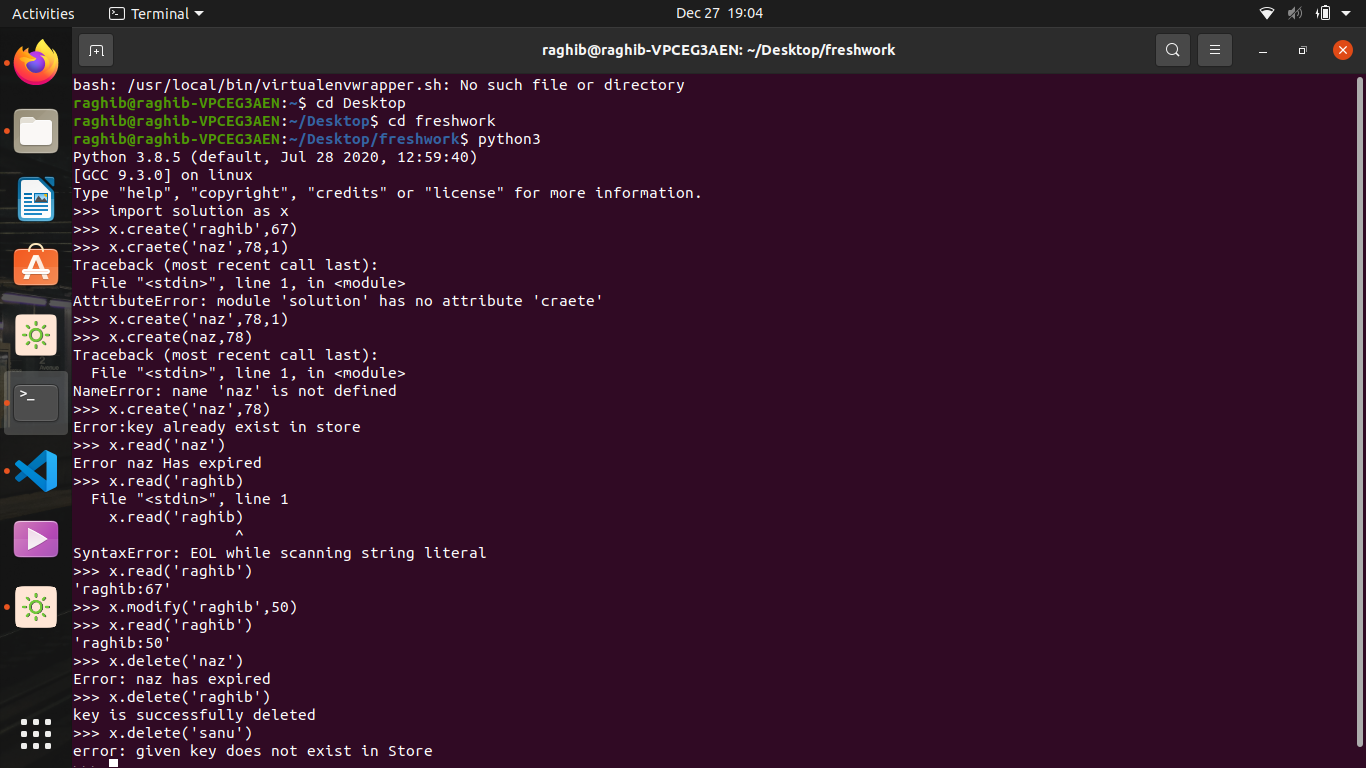 Activities
Terminal
Dec 27 19:04
raghib@raghib-VPCEG3AEN: ~/Desktop/freshwork
bash: /usr/local/bin/virtualenvwrapper.sh: No such file or directory
raghib@raghib-VPCEG3AEN:~$ cd Desktop
raghib@raghib-VPCEG3AEN:~/Desktop$ cd freshwork
raghib@raghib-VPCEG3AEN:~/Desktop/freshwork$ python3
Python 3.8.5 (default, Jul 28 2020, 12:59:40)
[GCC 9.3.0] on linux
Type "help", "copyright", "credits" or "license" for more information.
>>> import solution as x
>>> x.create('raghib',67)
>>> x.craete('naz',78,1)
Traceback (most recent call last):
  File "<stdin>", line 1, in <module>
AttributeError: module 'solution' has no attribute 'craete'
>>> x.create('naz',78,1)
>>> x.create(naz,78)
Traceback (most recent call last):
  File "<stdin>", line 1, in <module>
NameError: name 'naz' is not defined
>>> x.create('naz',78)
Error:key already exist in store
>>> x.read('naz')
Error naz Has expired
>>> x.read('raghib)
  File "<stdin>", line 1
    x.read('raghib)
                  ^
SyntaxError: EOL while scanning string literal
>>> x.read('raghib')
'raghib:67'
>>> x.modify('raghib',50)
>>> x.read('raghib')
'raghib:50'
>>> x.delete('naz')
Error: naz has expired
>>> x.delete('raghib')
key is successfully deleted
>>> x.delete('sanu')
error: given key does not exist in Store
>>>